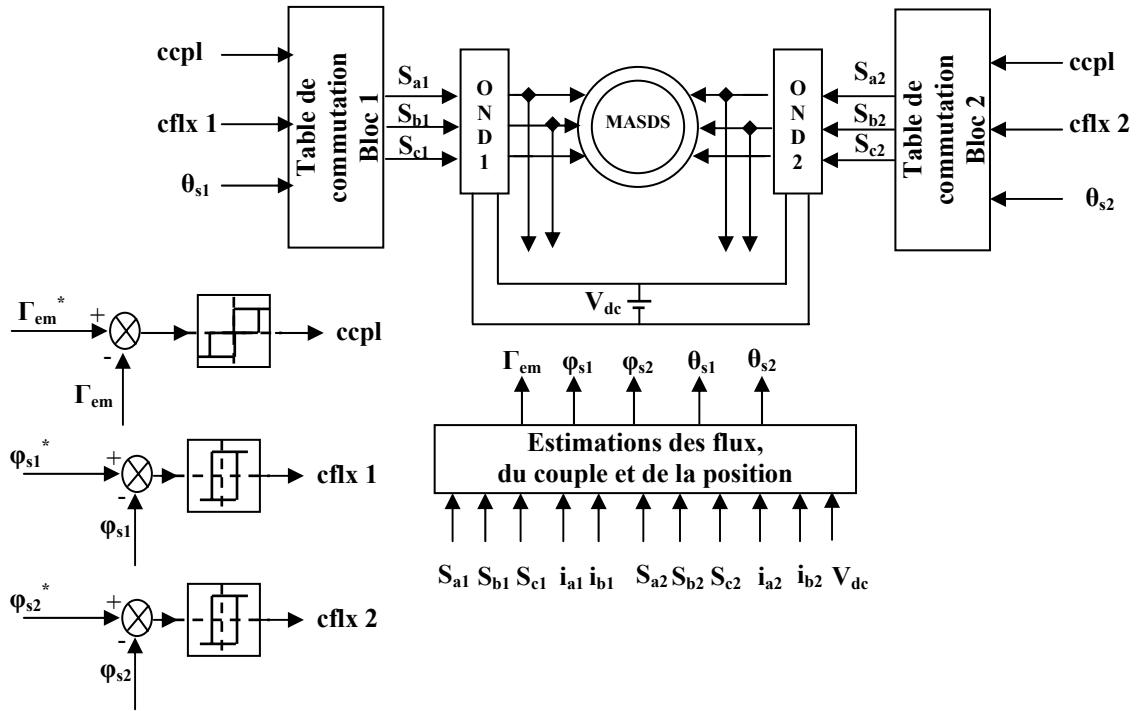 ccpl
cflx 1
θs1
Table de
commutation
Bloc 1
Sa1
Sb1
Sc1
O
N
D
1
MASDS
O
N
D
2
Sa2
Sb2
Sc2
Table de
commutation
Bloc 2
ccpl
cflx 2
θs2
Vdc
Γem*
+
-
Γem
ccpl
φs1*
+
-
φs1
cflx 1
φs2*
+
-
φs2
cflx 2
Γem φs1 φs2 θs1 θs2
Estimations des flux,
du couple et de la position
Sa1 Sb1 Sc1 ia1 ib1 Sa2 Sb2 Sc2 ia2 ib2 Vdc